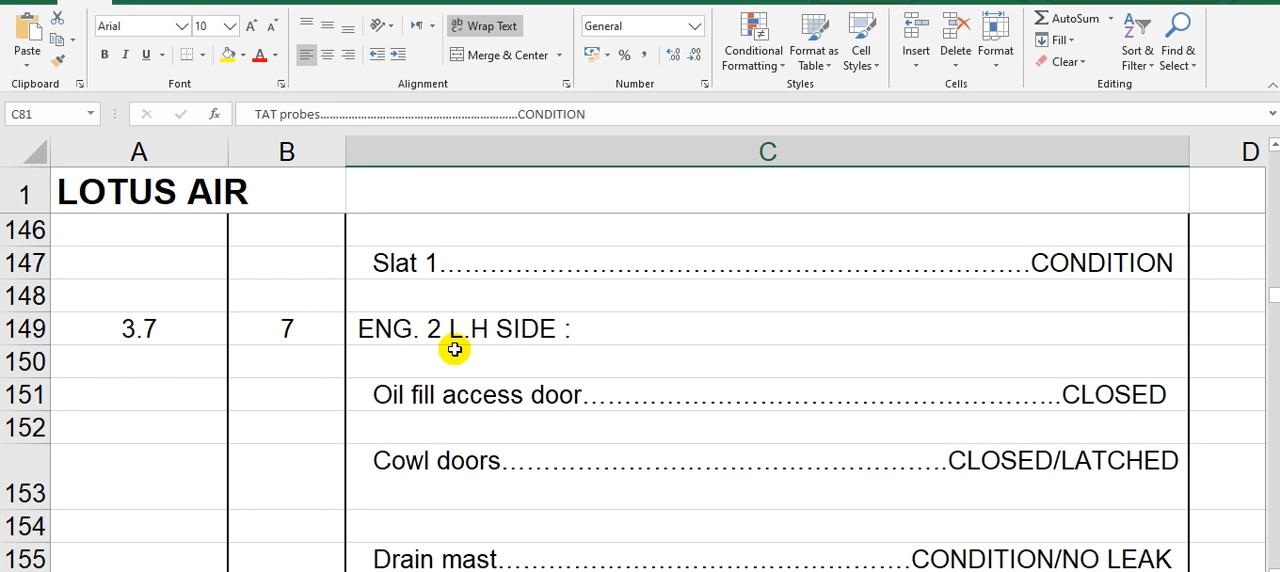 Paste
Clipboard
Arial
10
A
A
B
I
U
A
Font
ab
Wrap Text
Merge & Center
Alignment
General
%
,
Number
Conditional Formatting
Format as Table
Cell Styles
Styles
Insert
Delete
Format
Cells
AutoSum
Fill
Clear
Sort & Filter
Find & Select
Editing
C81
fx
TAT probes.................................................................CONDITION
A B C D
1 LOTUS AIR
146
147 Slat 1……………………………………………………………….CONDITION
148
149 3.7 7 ENG. 2 L.H SIDE :
150
151 Oil fill access door…………………………………………………..CLOSED
152
153 Cowl doors……………………………………………….CLOSED/LATCHED
154
155 Drain mast……………………………………………CONDITION/NO LEAK